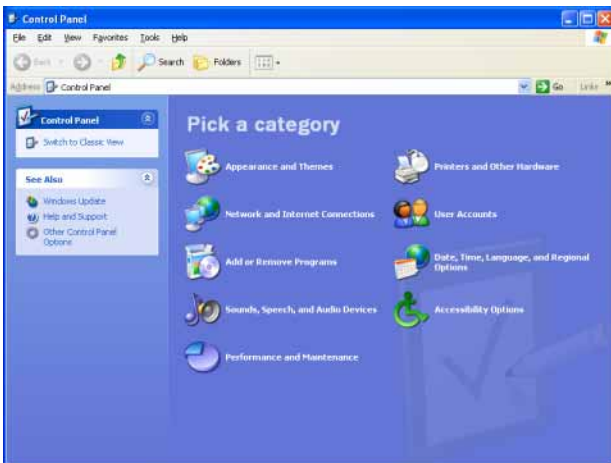 Control Panel
File Edit View Favorites Tools Help
Back Search Folders
Address Control Panel Go Links »
Control Panel
Switch to Classic View
See Also
Windows Update
Help and Support
Other Control Panel
Options
Pick a category
Appearance and Themes
Printers and Other Hardware
Network and Internet Connections
User Accounts
Add or Remove Programs
Date, Time, Language, and Regional
Options
Sounds, Speech, and Audio Devices
Accessibility Options
Performance and Maintenance